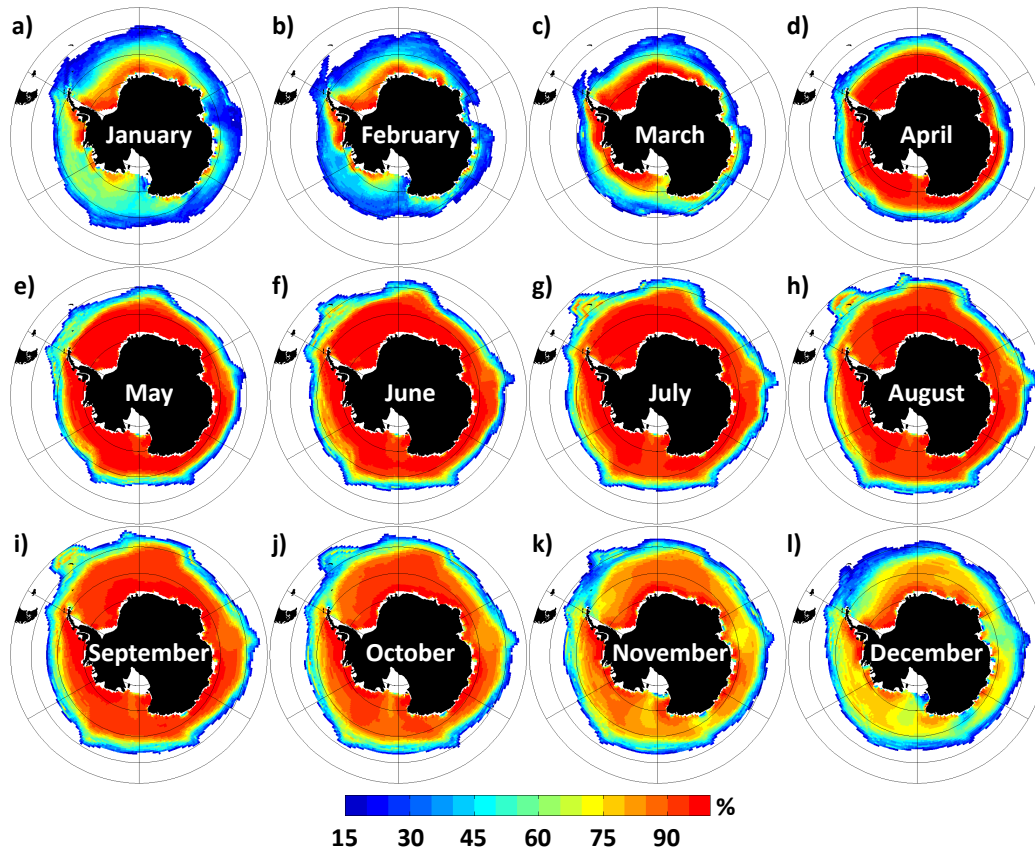 a) b) c) d)
January February March April
e) f) g) h)
May June July August
i) j) k) l)
September October November December
%
15 30 45 60 75 90